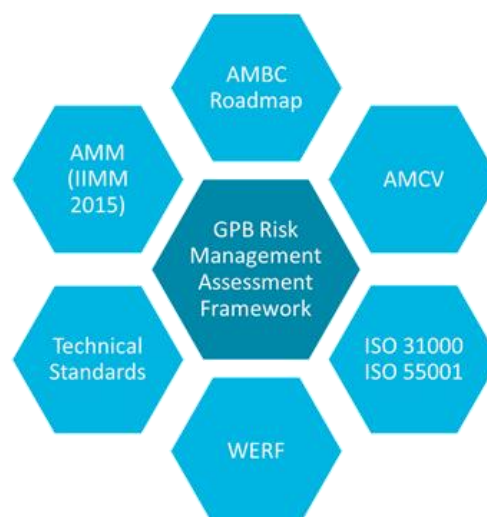 AMBC
Roadmap
AMM
(IIMM
2015)
AMCV
GPB Risk
Management
Assessment
Framework
Technical
Standards
ISO 31000
ISO 55001
WERF